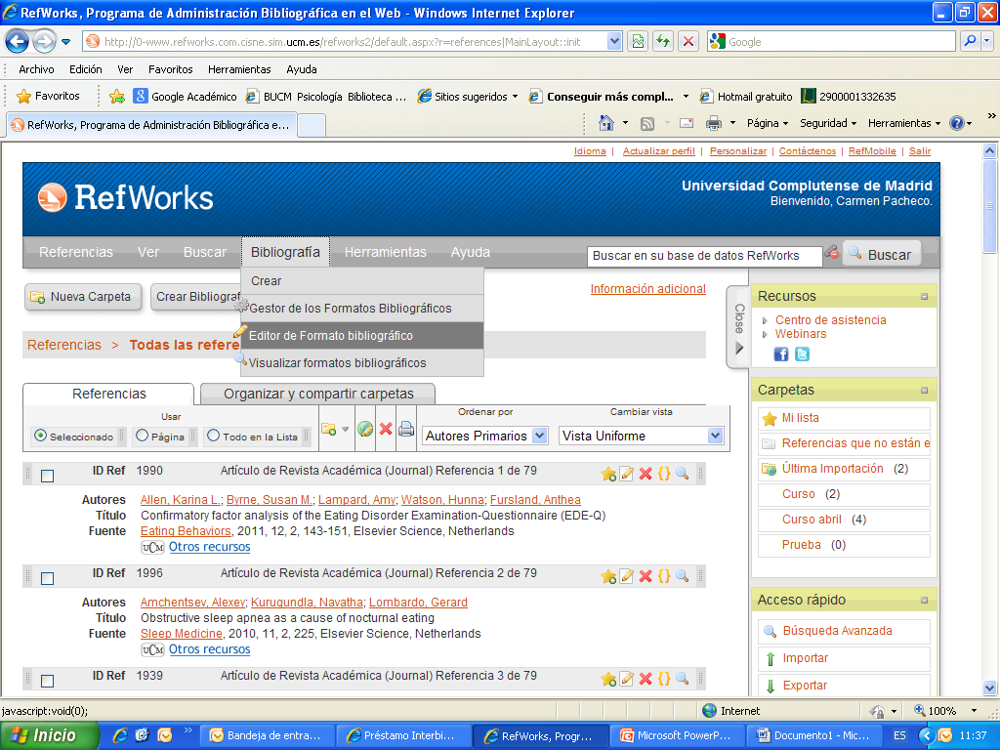 RefWorks, Programa de Administración Bibliográfica en el Web - Windows Internet Explorer
http://0-www.refworks.com.cisne.sim.ucm.es/refworks2/default.aspx?r=references|MainLayout::init
Google
Archivo Edición Ver Favoritos Herramientas Ayuda
Favoritos Google Académico BUCM Psicología Biblioteca ... Sitios sugeridos Conseguir más compl... Hotmail gratuito 2900001332635
RefWorks, Programa de Administración Bibliográfica e... Página Seguridad Herramientas
Idioma | Actualizar perfil | Personalizar | Contáctenos | RefMobile | Salir
RefWorks
Universidad Complutense de Madrid
Bienvenido, Carmen Pacheco.
Referencias Ver Buscar Bibliografía Herramientas Ayuda
Buscar en su base de datos RefWorks Buscar
Crear
Gestor de los Formatos Bibliográficos
Editor de Formato bibliográfico
Visualizar formatos bibliográficos
Nueva Carpeta Crear Bibliograf
Información adicional
Referencias > Todas las refere
Close
Referencias Organizar y compartir carpetas
Usar
Seleccionado Página Todo en la Lista
Ordenar por
Autores Primarios
Cambiar vista
Vista Uniforme
ID Ref 1990 Artículo de Revista Académica (Journal) Referencia 1 de 79
Autores Allen, Karina L.; Byrne, Susan M.; Lampard, Amy; Watson, Hunna; Fursland, Anthea
Título Confirmatory factor analysis of the Eating Disorder Examination-Questionnaire (EDE-Q)
Fuente Eating Behaviors, 2011, 12, 2, 143-151, Elsevier Science, Netherlands
UCM Otros recursos
ID Ref 1996 Artículo de Revista Académica (Journal) Referencia 2 de 79
Autores Amchentsev, Alexey; Kurugundla, Navatha; Lombardo, Gerard
Título Obstructive sleep apnea as a cause of nocturnal eating
Fuente Sleep Medicine, 2010, 11, 2, 225, Elsevier Science, Netherlands
UCM Otros recursos
ID Ref 1939 Artículo de Revista Académica (Journal) Referencia 3 de 79
Recursos
Centro de asistencia
Webinars
Carpetas
Mi lista
Referencias que no están e
Última Importación (2)
Curso (2)
Curso abril (4)
Prueba (0)
Acceso rápido
Búsqueda Avanzada
Importar
Exportar
javascript:void(0); Internet 100%
Inicio Bandeja de entra... Préstamo Interbi... RefWorks, Progr... Microsoft PowerP... Documento1 - Mic... ES 11:37